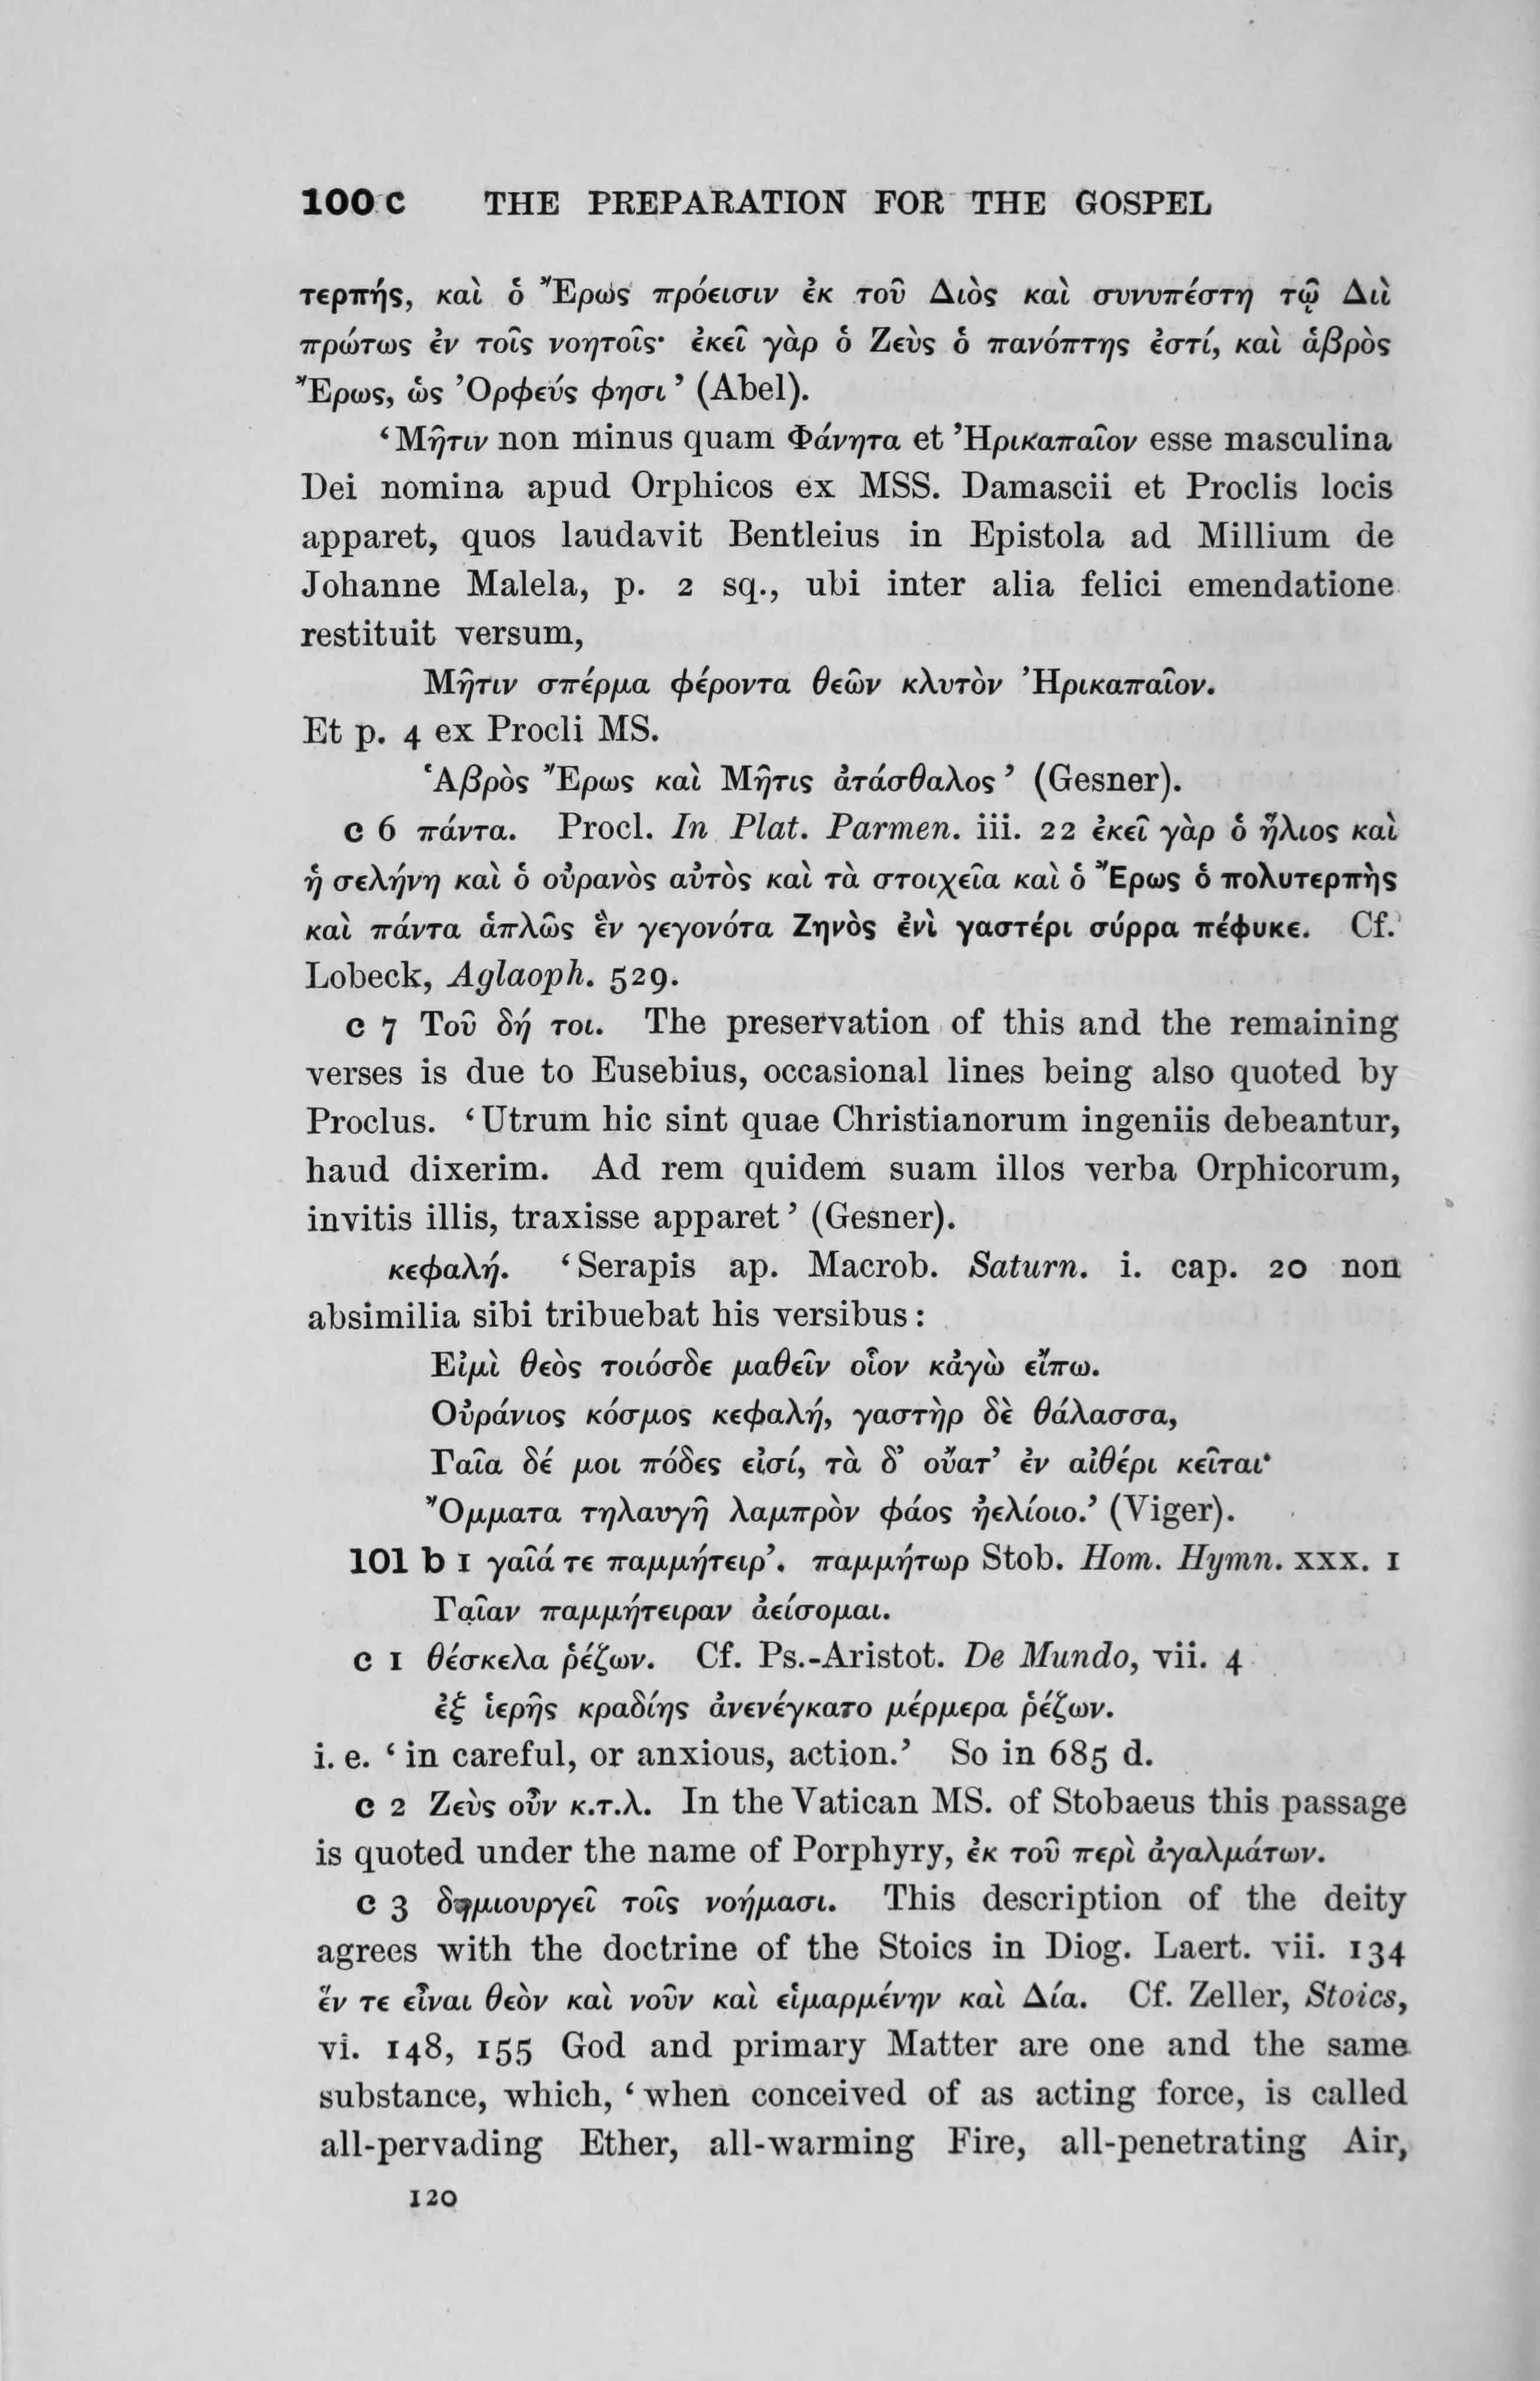 100 c THE PREPARATION FOR THE GOSPEL
τερπής, καὶ ὁ Ἔρως πρόεισιν ἐκ τοῦ Διὸς καὶ συνυπέστη τῷ Διὶ
πρώτως ἐν τοῖς νοητοῖς· ἐκεῖ γὰρ ὁ Ζεὺς ὁ πανόπτης ἐστί, καὶ ἁβρὸς
Ἔρως, ὡς Ὀρφεύς φησι’ (Abel).
‘Μῆτιν non minus quam Φάνητα et Ἠρικαπαῖον esse masculina
Dei nomina apud Orphicos ex MSS. Damascii et Proclis locis
apparet, quos laudavit Bentleius in Epistola ad Millium de
Johanne Malela, p. 2 sq., ubi inter alia felici emendatione
restituit versum,
Μῆτιν σπέρμα φέροντα θεῶν κλυτὸν Ἠρικαπαῖον.
Et p. 4 ex Procli MS.
Ἁβρὸς Ἔρως καὶ Μῆτις ἀτάσθαλος’ (Gesner).
c 6 πάντα. Procl. In Plat. Parmen. iii. 22 ἐκεῖ γὰρ ὁ ἥλιος καὶ
ἡ σελήνη καὶ ὁ οὐρανὸς αὐτὸς καὶ τὰ στοιχεῖα καὶ ὁ Ἔρως ὁ πολυτερπὴς
καὶ πάντα ἁπλῶς ἓν γεγονότα Ζηνὸς ἐνὶ γαστέρι σύρρα πέφυκε. Cf.
Lobeck, Aglaoph. 529.
c 7 Τοῦ δή τοι. The preservation of this and the remaining
verses is due to Eusebius, occasional lines being also quoted by
Proclus. ‘Utrum hic sint quae Christianorum ingeniis debeantur,
haud dixerim. Ad rem quidem suam illos verba Orphicorum,
invitis illis, traxisse apparet’ (Gesner).
κεφαλή. ‘Serapis ap. Macrob. Saturn. i. cap. 20 non
absimilia sibi tribuebat his versibus:
Εἰμὶ θεὸς τοιόσδε μαθεῖν οἷον κἀγὼ εἴπω.
Οὐράνιος κόσμος κεφαλή, γαστὴρ δὲ θάλασσα,
Γαῖα δέ μοι πόδες εἰσί, τὰ δ’ οὔατ’ ἐν αἰθέρι κεῖται·
Ὄμματα τηλαυγῆ λαμπρὸν φάος ἠελίοιο.’ (Viger).
101 b 1 γαῖά τε παμμήτειρ’. παμμήτωρ Stob. Hom. Hymn. xxx. 1
Γαῖαν παμμήτειραν ἀείσομαι.
c 1 θέσκελα ῥέζων. Cf. Ps.-Aristot. De Mundo, vii. 4
ἐξ ἱερῆς κραδίης ἀνενέγκατο μέρμερα ῥέζων.
i. e. ‘in careful, or anxious, action.’ So in 685 d.
c 2 Ζεὺς οὖν κ.τ.λ. In the Vatican MS. of Stobaeus this passage
is quoted under the name of Porphyry, ἐκ τοῦ περὶ ἀγαλμάτων.
c 3 δημιουργεῖ τοῖς νοήμασι. This description of the deity
agrees with the doctrine of the Stoics in Diog. Laert. vii. 134
ἕν τε εἶναι θεὸν καὶ νοῦν καὶ εἱμαρμένην καὶ Δία. Cf. Zeller, Stoics,
vi. 148, 155 God and primary Matter are one and the same
substance, which, ‘when conceived of as acting force, is called
all-pervading Ether, all-warming Fire, all-penetrating Air,
120